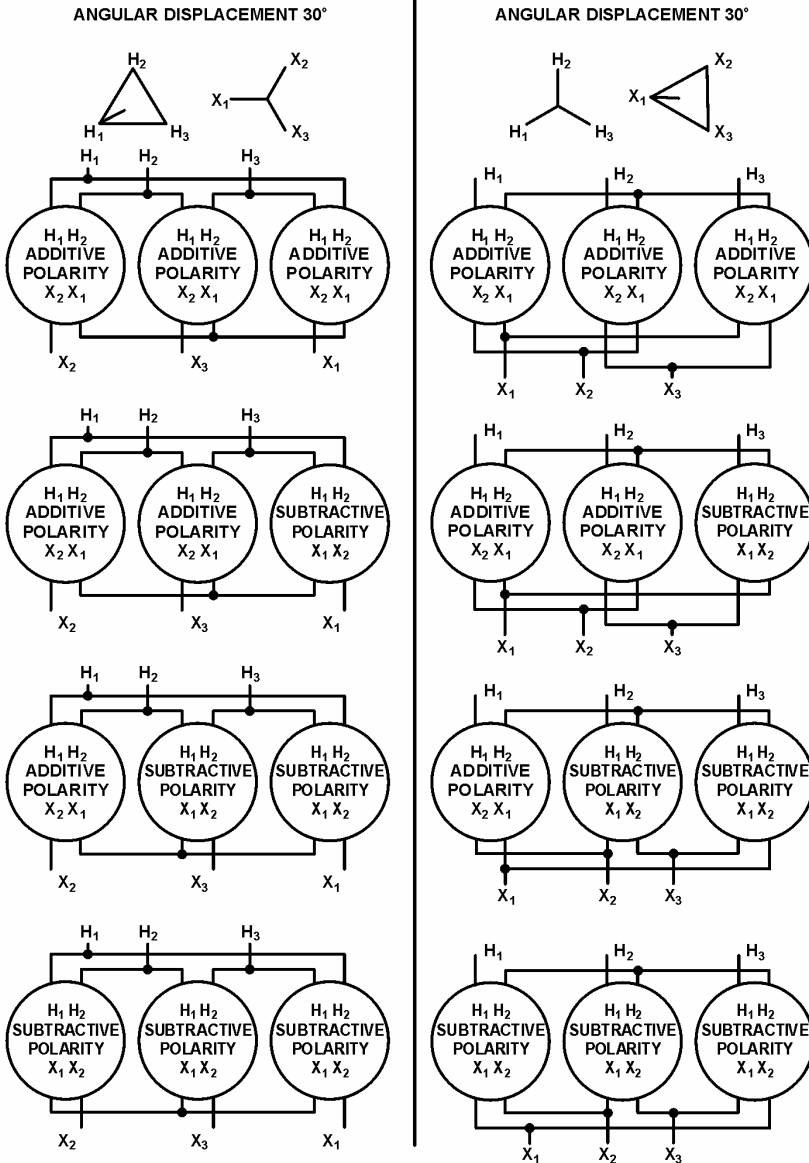 ANGULAR DISPLACEMENT 30°
H2
H1
H3
X2
X1
X3
H1 H2 H3
H1 H2 H1 H2 H1 H2
ADDITIVE ADDITIVE ADDITIVE
POLARITY POLARITY POLARITY
X2 X1 X2 X1 X2 X1
X2 X3 X1
H1 H2 H3
H1 H2 H1 H2 H1 H2
ADDITIVE ADDITIVE SUBTRACTIVE
POLARITY POLARITY POLARITY
X2 X1 X2 X1 X1 X2
X2 X3 X1
H1 H2 H3
H1 H2 H1 H2 H1 H2
ADDITIVE SUBTRACTIVE SUBTRACTIVE
POLARITY POLARITY POLARITY
X2 X1 X1 X2 X1 X2
X2 X3 X1
H1 H2 H3
H1 H2 H1 H2 H1 H2
SUBTRACTIVE SUBTRACTIVE SUBTRACTIVE
POLARITY POLARITY POLARITY
X1 X2 X1 X2 X1 X2
X2 X3 X1
ANGULAR DISPLACEMENT 30°
H2
H1
H3
X2
X1
X3
H1 H2 H3
H1 H2 H1 H2 H1 H2
ADDITIVE ADDITIVE ADDITIVE
POLARITY POLARITY POLARITY
X2 X1 X2 X1 X2 X1
X1 X2 X3
H1 H2 H3
H1 H2 H1 H2 H1 H2
ADDITIVE ADDITIVE SUBTRACTIVE
POLARITY POLARITY POLARITY
X2 X1 X2 X1 X1 X2
X1 X2 X3
H1 H2 H3
H1 H2 H1 H2 H1 H2
ADDITIVE SUBTRACTIVE SUBTRACTIVE
POLARITY POLARITY POLARITY
X2 X1 X1 X2 X1 X2
X1 X2 X3
H1 H2 H3
H1 H2 H1 H2 H1 H2
SUBTRACTIVE SUBTRACTIVE SUBTRACTIVE
POLARITY POLARITY POLARITY
X1 X2 X1 X2 X1 X2
X1 X2 X3